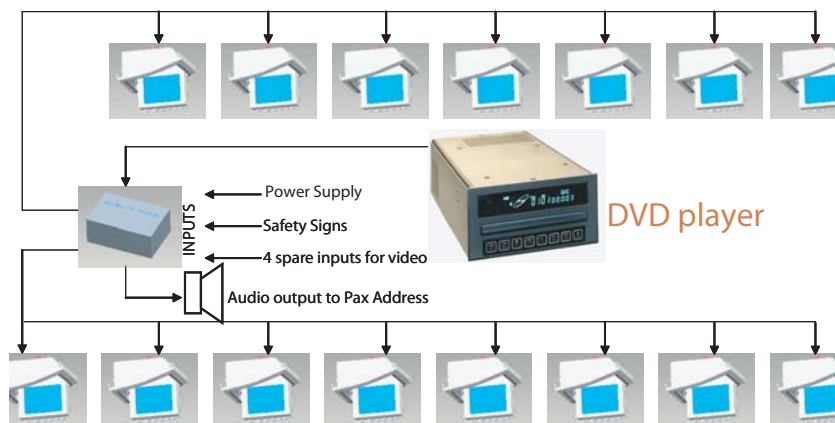 Power Supply
INPUTS
Safety Signs
4 spare inputs for video
DVD player
Audio output to Pax Address